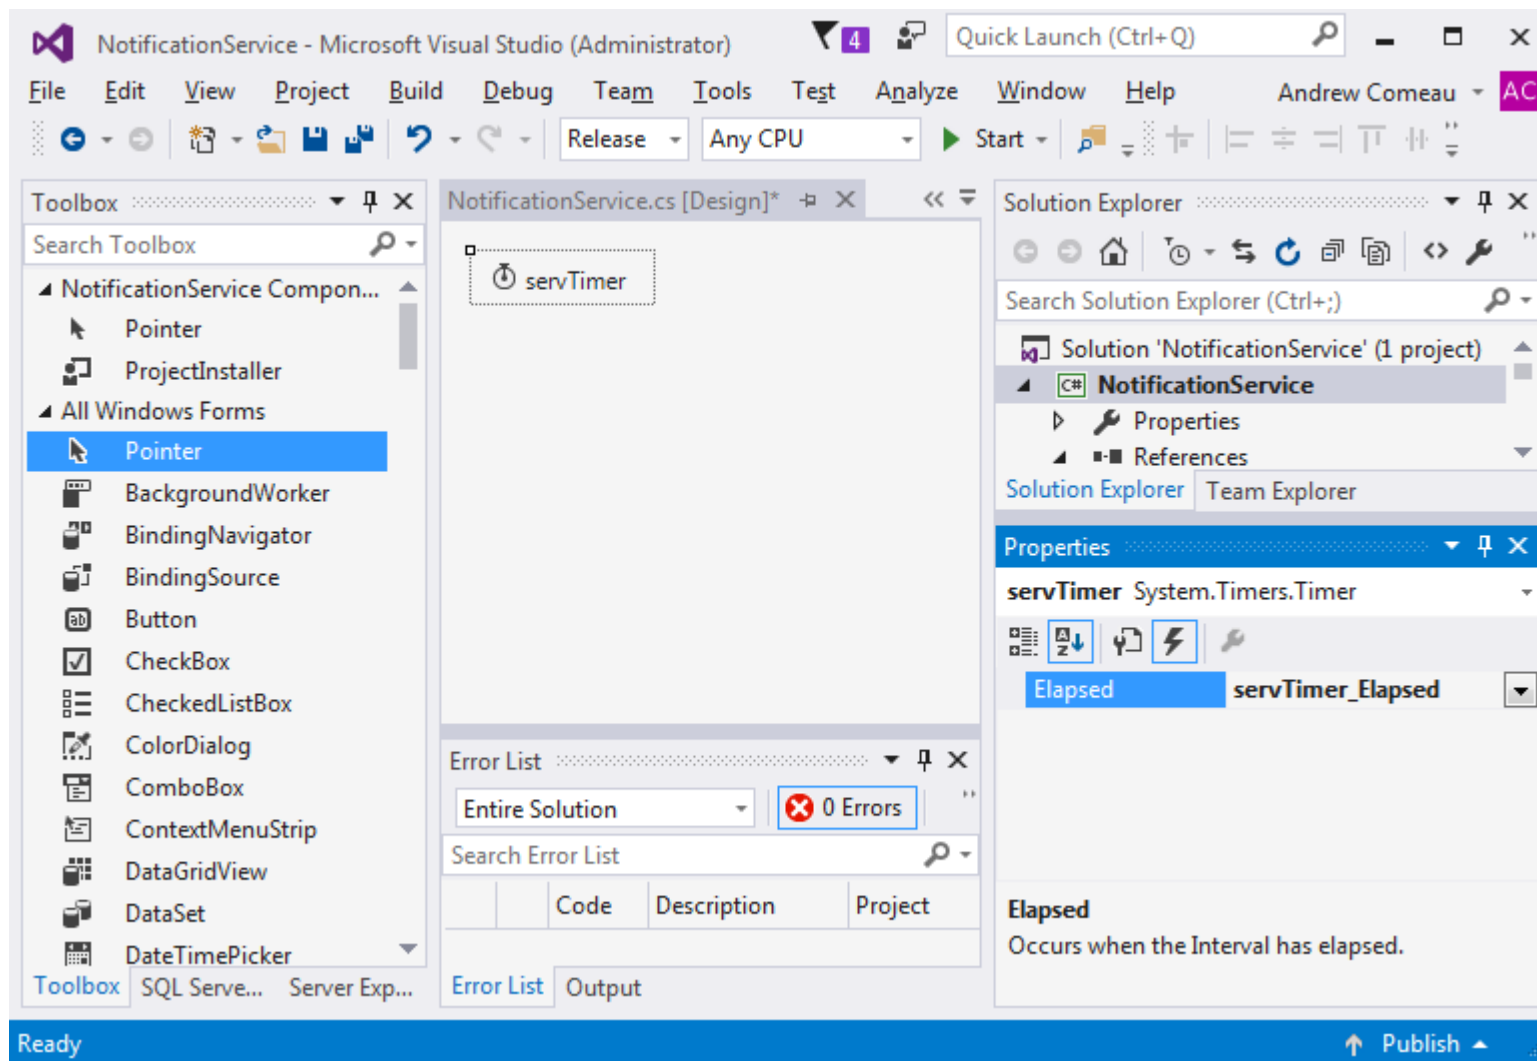 NotificationService - Microsoft Visual Studio (Administrator)
4
Quick Launch (Ctrl+Q)
File Edit View Project Build Debug Team Tools Test Analyze Window Help
Andrew Comeau
AC
Release
Any CPU
Start
Toolbox
Search Toolbox
NotificationService Compon...
Pointer
ProjectInstaller
All Windows Forms
Pointer
BackgroundWorker
BindingNavigator
BindingSource
Button
CheckBox
CheckedListBox
ColorDialog
ComboBox
ContextMenuStrip
DataGridView
DataSet
DateTimePicker
Toolbox SQL Serve... Server Exp...
NotificationService.cs [Design]*
servTimer
Error List
Entire Solution
0 Errors
Search Error List
Code Description Project
Error List Output
Solution Explorer
Search Solution Explorer (Ctrl+;)
Solution 'NotificationService' (1 project)
C# NotificationService
Properties
References
Solution Explorer Team Explorer
Properties
servTimer System.Timers.Timer
Elapsed servTimer_Elapsed
Elapsed
Occurs when the Interval has elapsed.
Ready
Publish